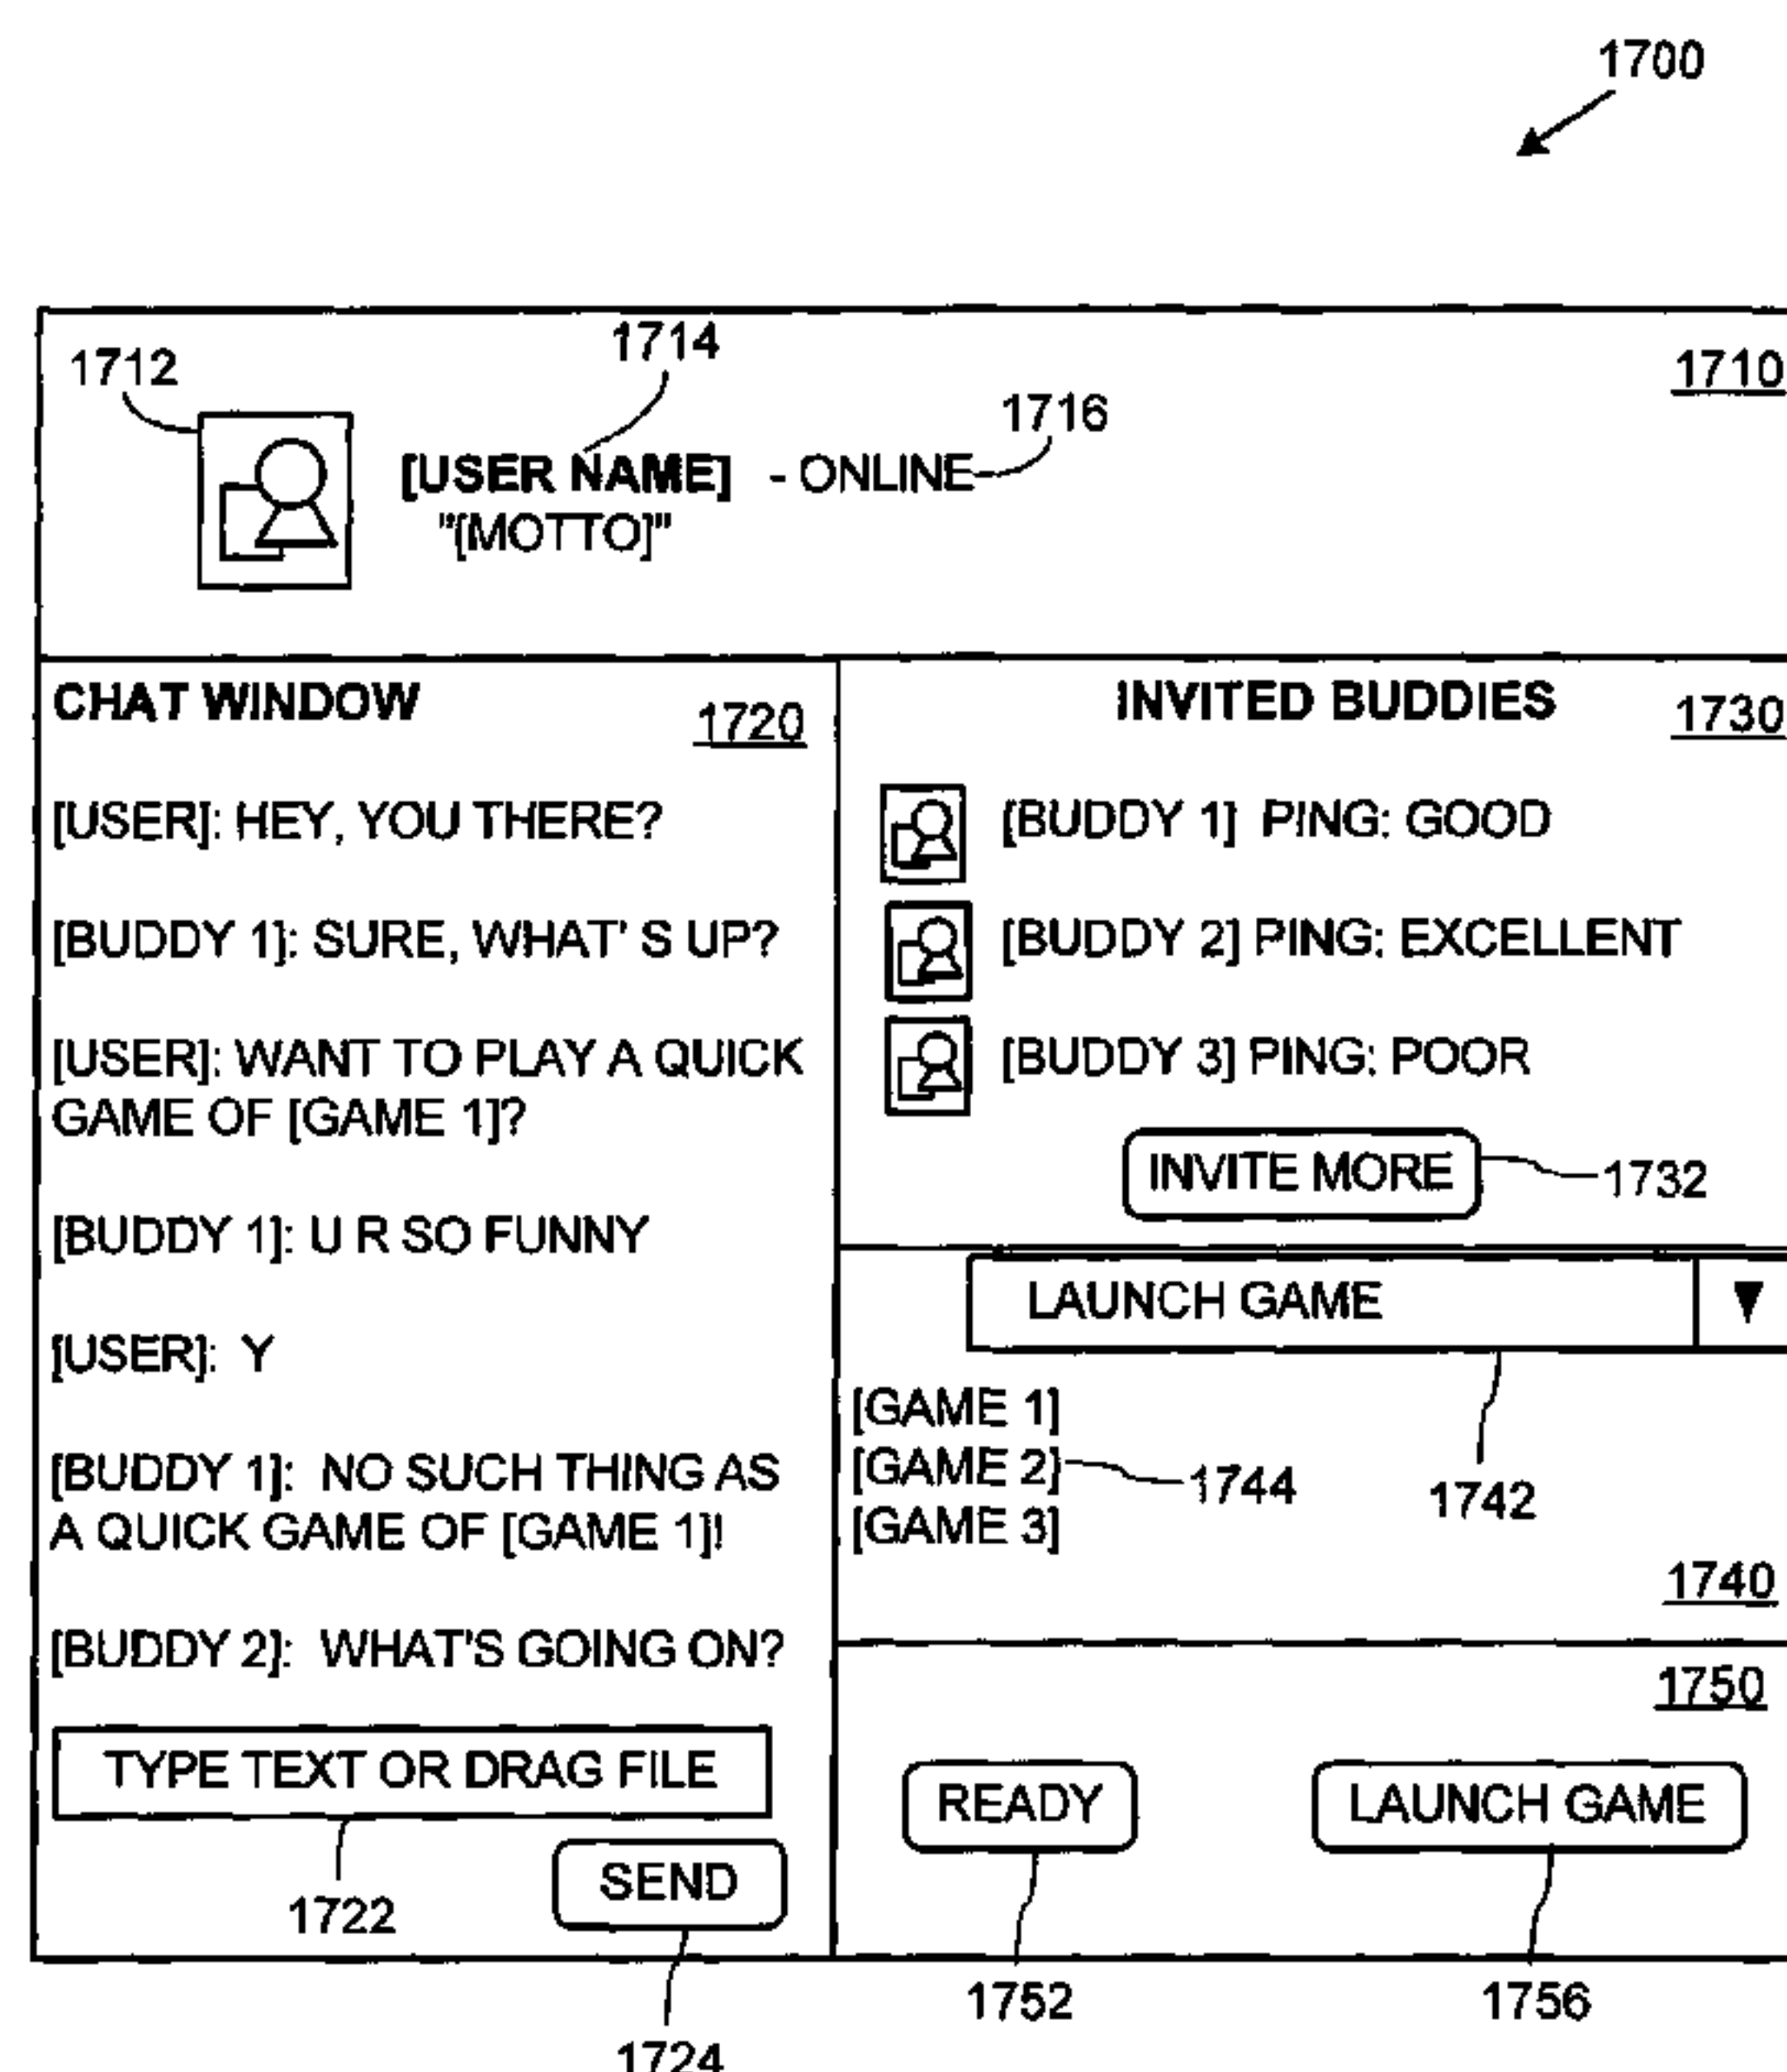 1700
1712
1714
1716
1710
[USER NAME] - ONLINE
"[MOTTO]"
CHAT WINDOW
1720
[USER]: HEY, YOU THERE?
[BUDDY 1]: SURE, WHAT' S UP?
[USER]: WANT TO PLAY A QUICK
GAME OF [GAME 1]?
[BUDDY 1]: U R SO FUNNY
[USER]: Y
[BUDDY 1]: NO SUCH THING AS
A QUICK GAME OF [GAME 1]!
[BUDDY 2]: WHAT'S GOING ON?
TYPE TEXT OR DRAG FILE
1722
SEND
1724
INVITED BUDDIES
1730
[BUDDY 1] PING: GOOD
[BUDDY 2] PING: EXCELLENT
[BUDDY 3] PING: POOR
INVITE MORE
1732
LAUNCH GAME
1742
[GAME 1]
[GAME 2]
1744
[GAME 3]
1740
1750
READY
LAUNCH GAME
1752
1756